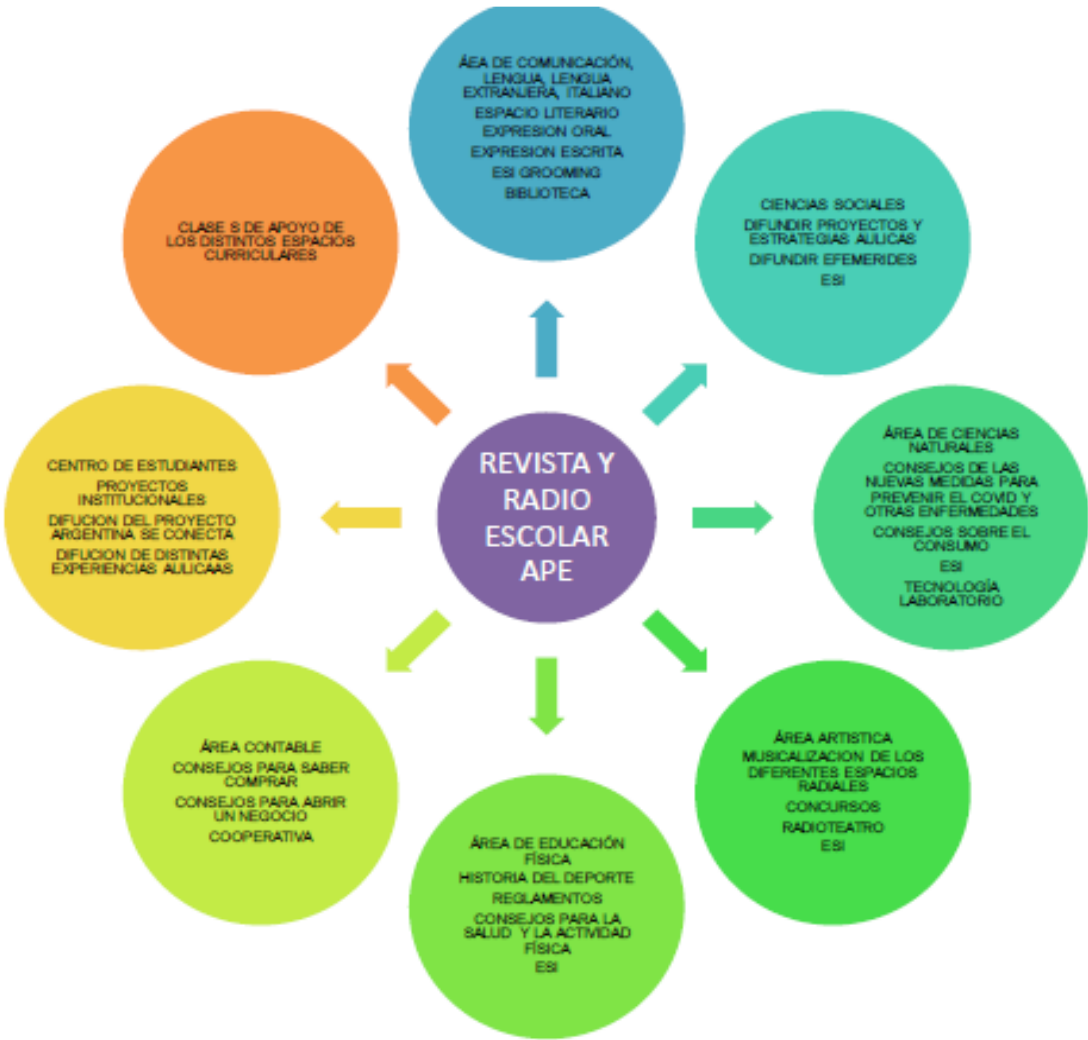 ÁEA DE COMUNICACIÓN,
LENGUA, LENGUA
EXTRANJERA, ITALIANO
ESPACIO LITERARIO
EXPRESION ORAL
EXPRESION ESCRITA
ESI GROOMING
BIBLIOTECA
CIENCIAS SOCIALES
DIFUNDIR PROYECTOS Y
ESTRATEGIAS AULICAS
DIFUNDIR EFEMERIDES
ESI
ÁREA DE CIENCIAS
NATURALES
CONSEJOS DE LAS
NUEVAS MEDIDAS PARA
PREVENIR EL COVID Y
OTRAS ENFERMEDADES
CONSEJOS SOBRE EL
CONSUMO
ESI
TECNOLOGÍA
LABORATORIO
ÁREA ARTISTICA
MUSICALIZACION DE LOS
DIFERENTES ESPACIOS
RADIALES
CONCURSOS
RADIOTEATRO
ESI
ÁREA DE EDUCACIÓN
FÍSICA
HISTORIA DEL DEPORTE
REGLAMENTOS
CONSEJOS PARA LA
SALUD Y LA ACTIVIDAD
FÍSICA
ESI
ÁREA CONTABLE
CONSEJOS PARA SABER
COMPRAR
CONSEJOS PARA ABRIR
UN NEGOCIO
COOPERATIVA
CENTRO DE ESTUDIANTES
PROYECTOS
INSTITUCIONALES
DIFUCION DEL PROYECTO
ARGENTINA SE CONECTA
DIFUCION DE DISTINTAS
EXPERIENCIAS AULICAAS
CLASE S DE APOYO DE
LOS DISTINTOS ESPACIOS
CURRICULARES
REVISTA Y
RADIO
ESCOLAR
APE